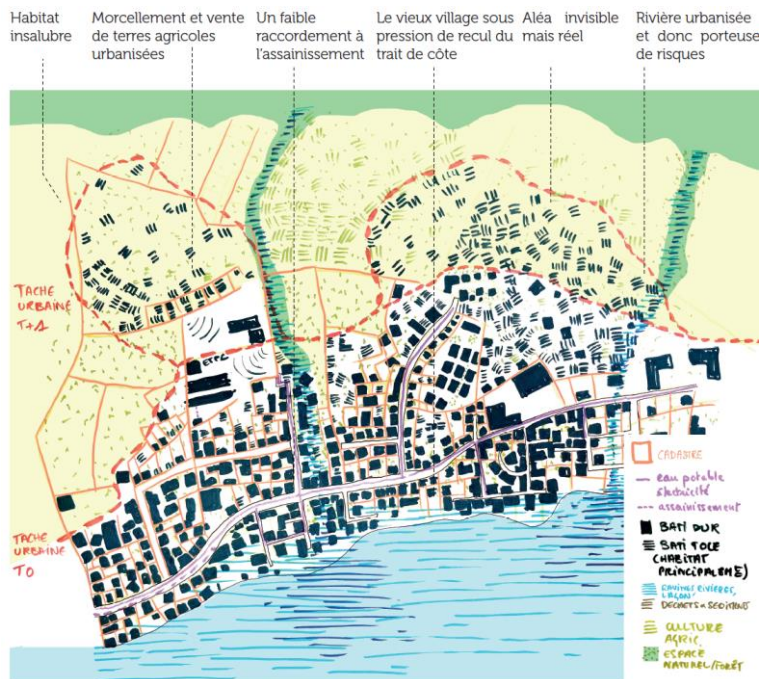 Habitat
insalubre
Morcellement et vente
de terres agricoles
urbanisées
Un faible
raccordement à
l'assainissement
Le vieux village sous
pression de recul du
trait de côte
Aléa invisible
mais réel
Rivière urbanisée
et donc porteuse
de risques
TACHE
URBAINE
T+1
TACHE
URBAINE
T0
CADASTRE
eau potable
électricité
assainissement
BATI DUR
BATI TOLE
(HABITAT
PRINCIPALEMENT)
RIVIERES,
LAGON
DECHETS
CULTURE
AGRIC.
ESPACE
NATUREL/FORÊT